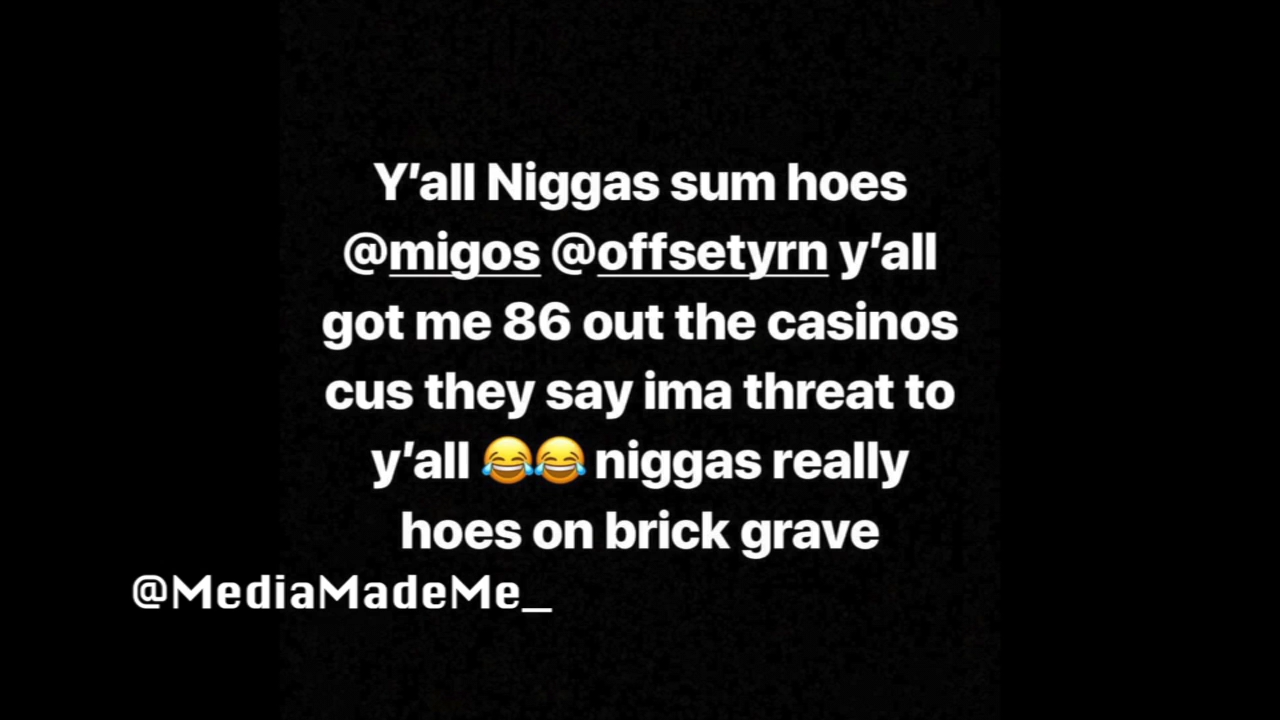 Y'all Niggas sum hoes
@migos @offsetyrn y'all
got me 86 out the casinos
cus they say ima threat to
y'all 😂😂 niggas really
hoes on brick grave
@MediaMadeMe_